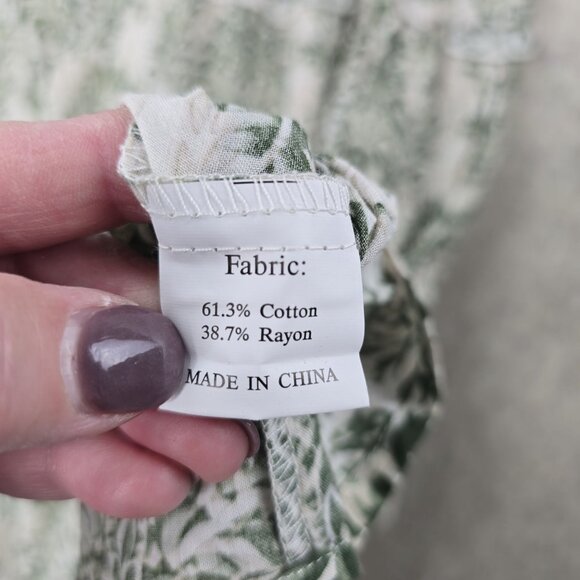 Fabric:
61.3% Cotton
38.7% Rayon
MADE IN CHINA